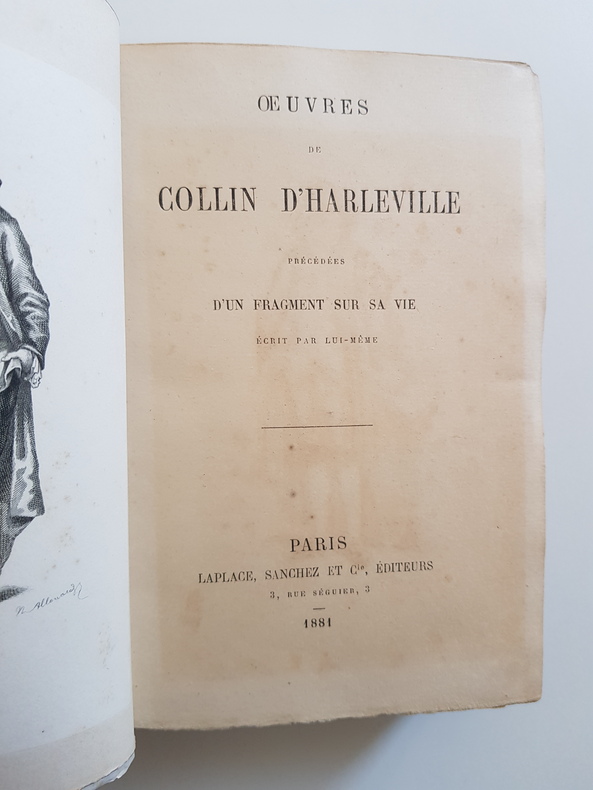 ŒUVRES
DE
COLLIN D'HARLEVILLE
PRÉCÉDÉES
D'UN FRAGMENT SUR SA VIE
ÉCRIT PAR LUI-MÊME
PARIS
LAPLACE, SANCHEZ ET Cie, ÉDITEURS
3, RUE SÉGUIER, 3
1881